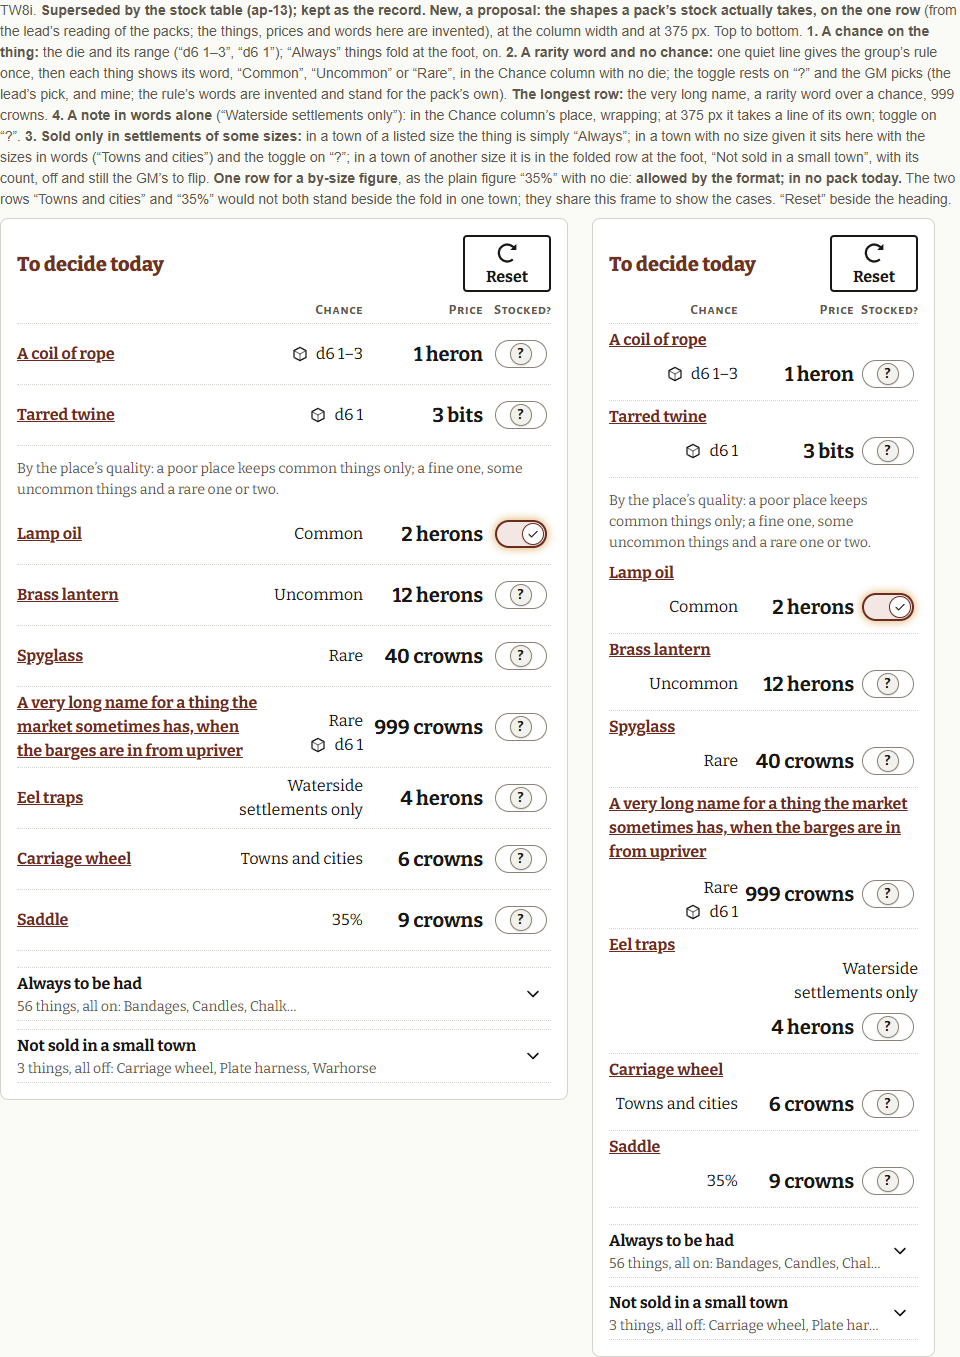 TW8i. Superseded by the stock table (ap-13); kept as the record. New, a proposal: the shapes a pack’s stock actually takes, on the one row (from
the lead’s reading of the packs; the things, prices and words here are invented), at the column width and at 375 px. Top to bottom. 1. A chance on the
thing: the die and its range (“d6 1–3”, “d6 1”); “Always” things fold at the foot, on. 2. A rarity word and no chance: one quiet line gives the group’s rule
once, then each thing shows its word, “Common”, “Uncommon” or “Rare”, in the Chance column with no die; the toggle rests on “?” and the GM picks (the
lead’s pick, and mine; the rule’s words are invented and stand for the pack’s own). The longest row: the very long name, a rarity word over a chance, 999
crowns. 4. A note in words alone (“Waterside settlements only”): in the Chance column’s place, wrapping; at 375 px it takes a line of its own; toggle on
“?”. 3. Sold only in settlements of some sizes: in a town of a listed size the thing is simply “Always”; in a town with no size given it sits here with the
sizes in words (“Towns and cities”) and the toggle on “?”; in a town of another size it is in the folded row at the foot, “Not sold in a small town”, with its
count, off and still the GM’s to flip. One row for a by-size figure, as the plain figure “35%” with no die: allowed by the format; in no pack today. The two
rows “Towns and cities” and “35%” would not both stand beside the fold in one town; they share this frame to show the cases. “Reset” beside the heading.
To decide today
Reset
CHANCE PRICE STOCKED?
A coil of rope d6 1–3 1 heron ?
Tarred twine d6 1 3 bits ?
By the place’s quality: a poor place keeps common things only; a fine one, some
uncommon things and a rare one or two.
Lamp oil Common 2 herons
Brass lantern Uncommon 12 herons ?
Spyglass Rare 40 crowns ?
A very long name for a thing the
market sometimes has, when
the barges are in from upriver
Rare
d6 1
999 crowns ?
Eel traps
Waterside
settlements only
4 herons ?
Carriage wheel Towns and cities 6 crowns ?
Saddle 35% 9 crowns ?
Always to be had
56 things, all on: Bandages, Candles, Chalk...
Not sold in a small town
3 things, all off: Carriage wheel, Plate harness, Warhorse
To decide today
Reset
CHANCE PRICE STOCKED?
A coil of rope
d6 1–3 1 heron ?
Tarred twine
d6 1 3 bits ?
By the place’s quality: a poor place keeps
common things only; a fine one, some
uncommon things and a rare one or two.
Lamp oil
Common 2 herons
Brass lantern
Uncommon 12 herons ?
Spyglass
Rare 40 crowns ?
A very long name for a thing the market
sometimes has, when the barges are in
from upriver
Rare
d6 1
999 crowns ?
Eel traps
Waterside
settlements only
4 herons ?
Carriage wheel
Towns and cities 6 crowns ?
Saddle
35% 9 crowns ?
Always to be had
56 things, all on: Bandages, Candles, Chal...
Not sold in a small town
3 things, all off: Carriage wheel, Plate har...